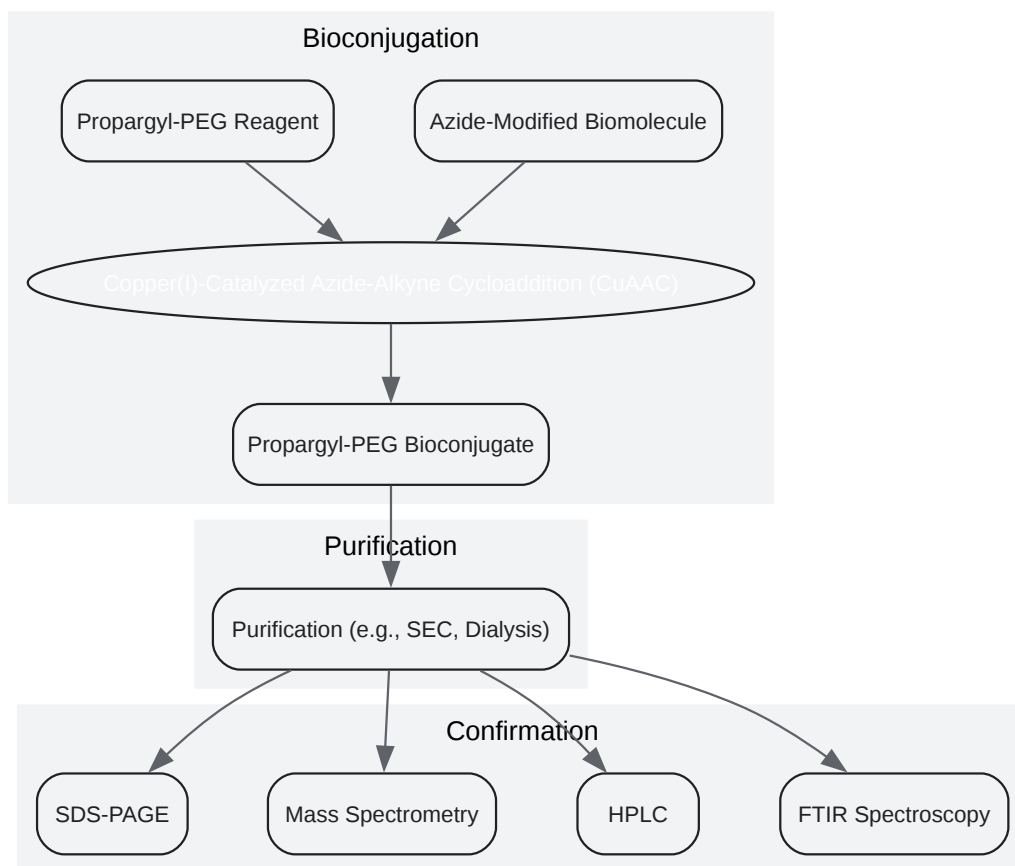 Bioconjugation
Propargyl-PEG Reagent
Azide-Modified Biomolecule
Copper(I)-Catalyzed Azide-Alkyne Cycloaddition (CuAAC)
Propargyl-PEG Bioconjugate
Purification
Purification (e.g., SEC, Dialysis)
Confirmation
SDS-PAGE
Mass Spectrometry
HPLC
FTIR Spectroscopy